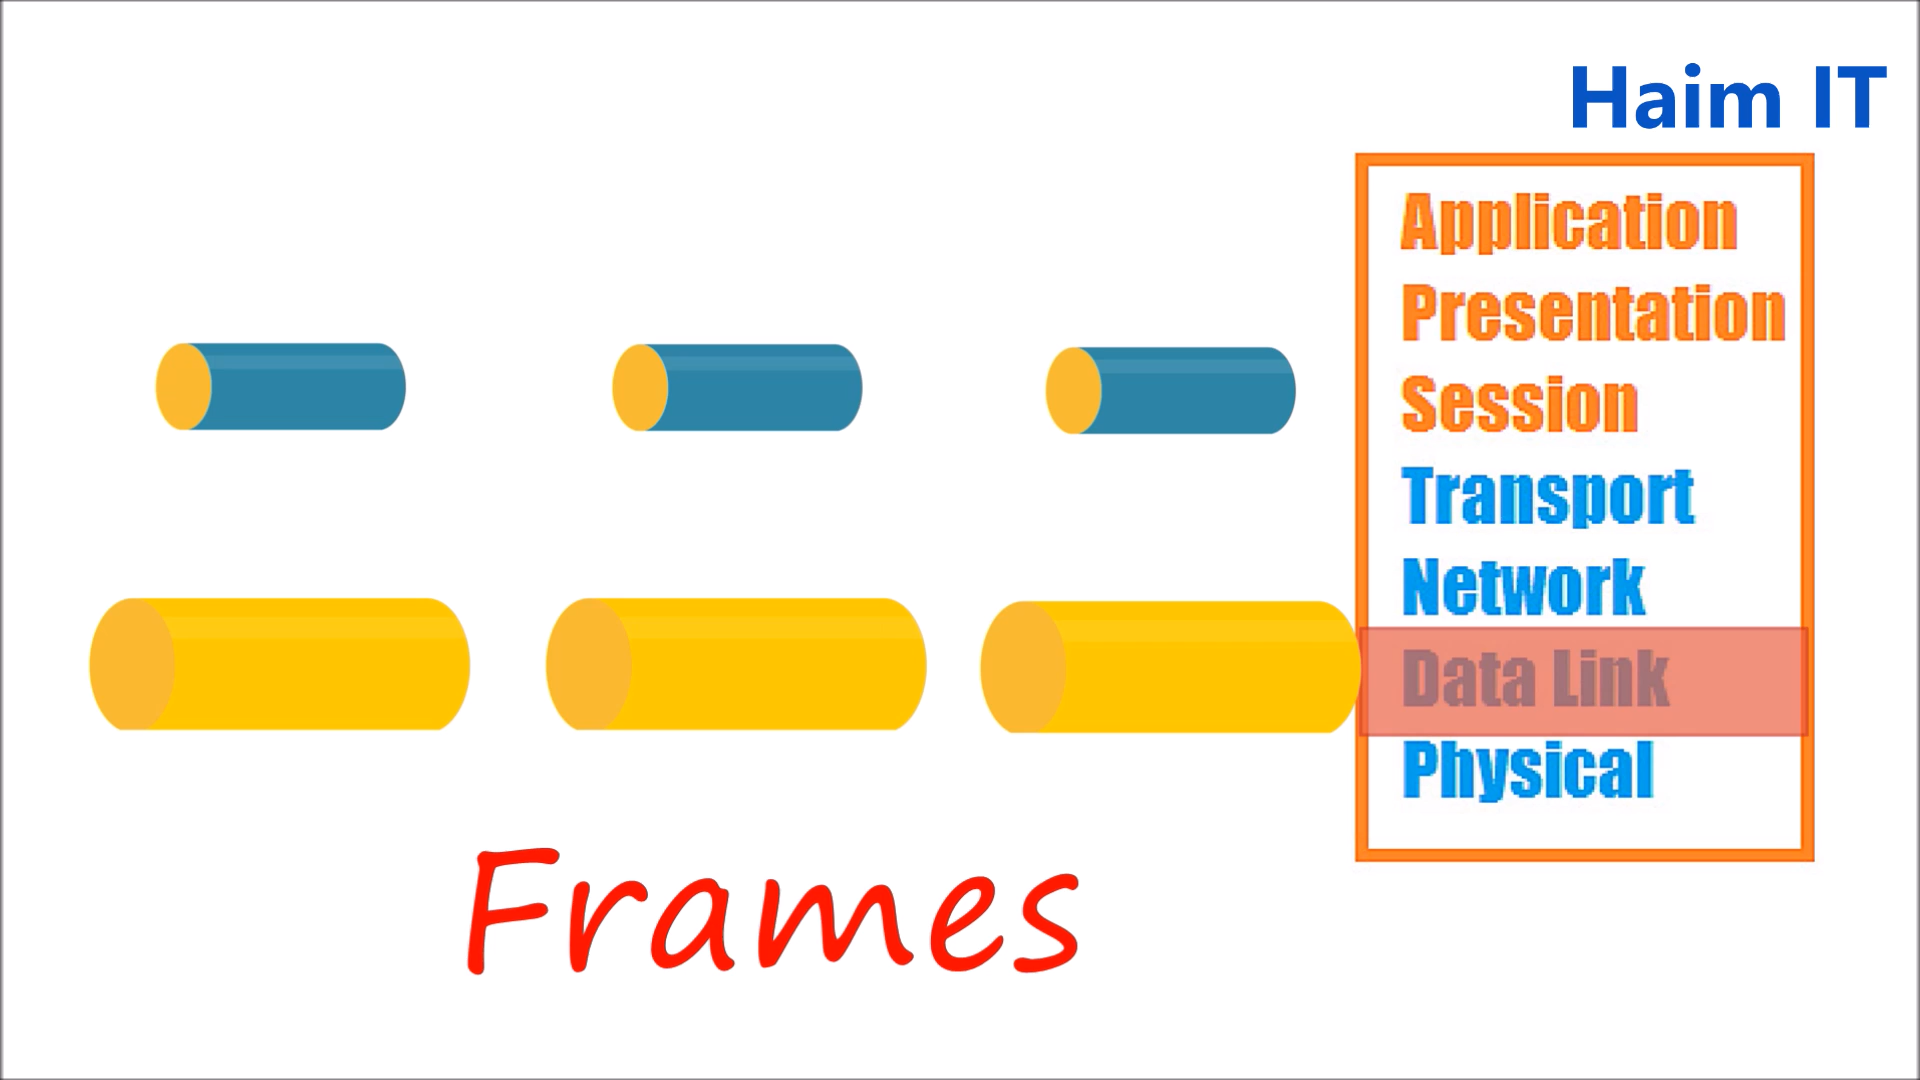 Haim IT
Application
Presentation
Session
Transport
Network
Data Link
Physical
Frames